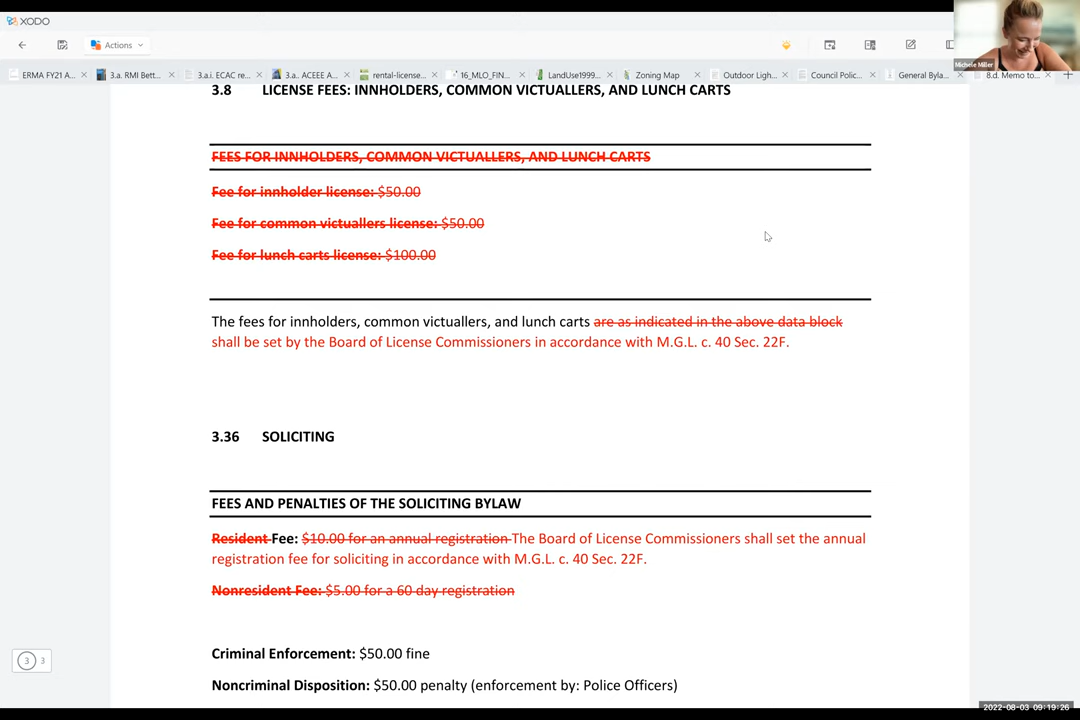 XODO
Actions
Michele Miller
ERMA FY21 A...
3.a. RMI Bett...
3.a.i. ECAC re...
3.a. ACEEE A...
rental-license...
16_MLO_FIN...
LandUse1999...
Zoning Map
Outdoor Ligh...
Council Polic...
General Byla...
8.d. Memo to...
3.8 LICENSE FEES: INNHOLDERS, COMMON VICTUALLERS, AND LUNCH CARTS
FEES FOR INNHOLDERS, COMMON VICTUALLERS, AND LUNCH CARTS
Fee for innholder license: $50.00
Fee for common victuallers license: $50.00
Fee for lunch carts license: $100.00
The fees for innholders, common victuallers, and lunch carts are as indicated in the above data block
shall be set by the Board of License Commissioners in accordance with M.G.L. c. 40 Sec. 22F.
3.36 SOLICITING
FEES AND PENALTIES OF THE SOLICITING BYLAW
Resident Fee: $10.00 for an annual registration The Board of License Commissioners shall set the annual
registration fee for soliciting in accordance with M.G.L. c. 40 Sec. 22F.
Nonresident Fee: $5.00 for a 60 day registration
Criminal Enforcement: $50.00 fine
3 3
Noncriminal Disposition: $50.00 penalty (enforcement by: Police Officers)
2022-08-03 09:19:26